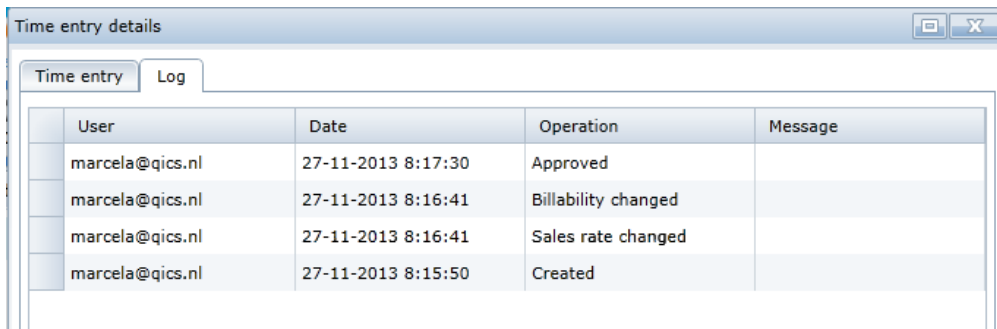 Time entry details
Time entry Log
User Date Operation Message
marcela@qics.nl 27-11-2013 8:17:30 Approved
marcela@qics.nl 27-11-2013 8:16:41 Billability changed
marcela@qics.nl 27-11-2013 8:16:41 Sales rate changed
marcela@qics.nl 27-11-2013 8:15:50 Created